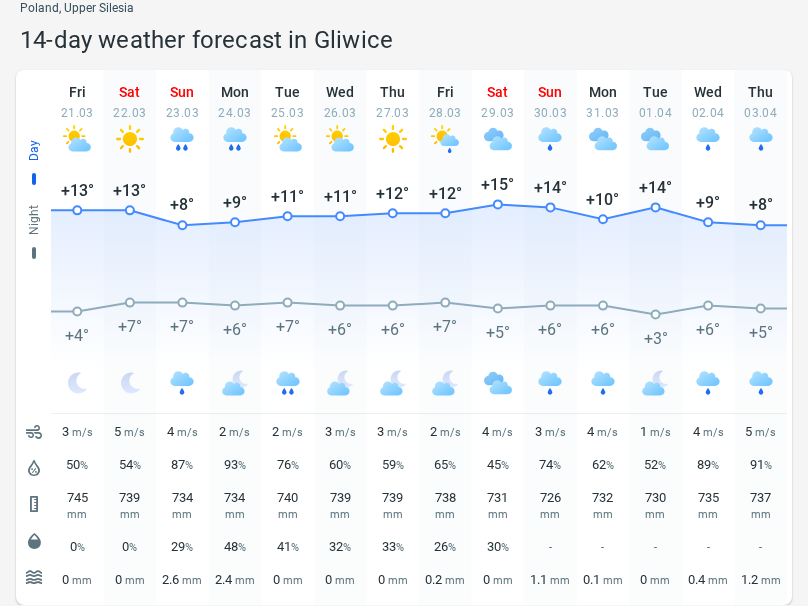 Poland, Upper Silesia
14-day weather forecast in Gliwice
Fri Sat Sun Mon Tue Wed Thu Fri Sat Sun Mon Tue Wed Thu
21.03 22.03 23.03 24.03 25.03 26.03 27.03 28.03 29.03 30.03 31.03 01.04 02.04 03.04
Day
+13° +13° +8° +9° +11° +11° +12° +12° +15° +14° +10° +14° +9° +8°
Night
+4° +7° +7° +6° +7° +6° +6° +7° +5° +6° +6° +3° +6° +5°
3 m/s 5 m/s 4 m/s 2 m/s 2 m/s 3 m/s 3 m/s 2 m/s 4 m/s 3 m/s 4 m/s 1 m/s 4 m/s 5 m/s
50% 54% 87% 93% 76% 60% 59% 65% 45% 74% 62% 52% 89% 91%
745 739 734 734 740 739 739 738 731 726 732 730 735 737
mm mm mm mm mm mm mm mm mm mm mm mm mm mm
0% 0% 29% 48% 41% 32% 33% 26% 30% - - - - -
0 mm 0 mm 2.6 mm 2.4 mm 0 mm 0 mm 0 mm 0.2 mm 0 mm 1.1 mm 0.1 mm 0 mm 0.4 mm 1.2 mm